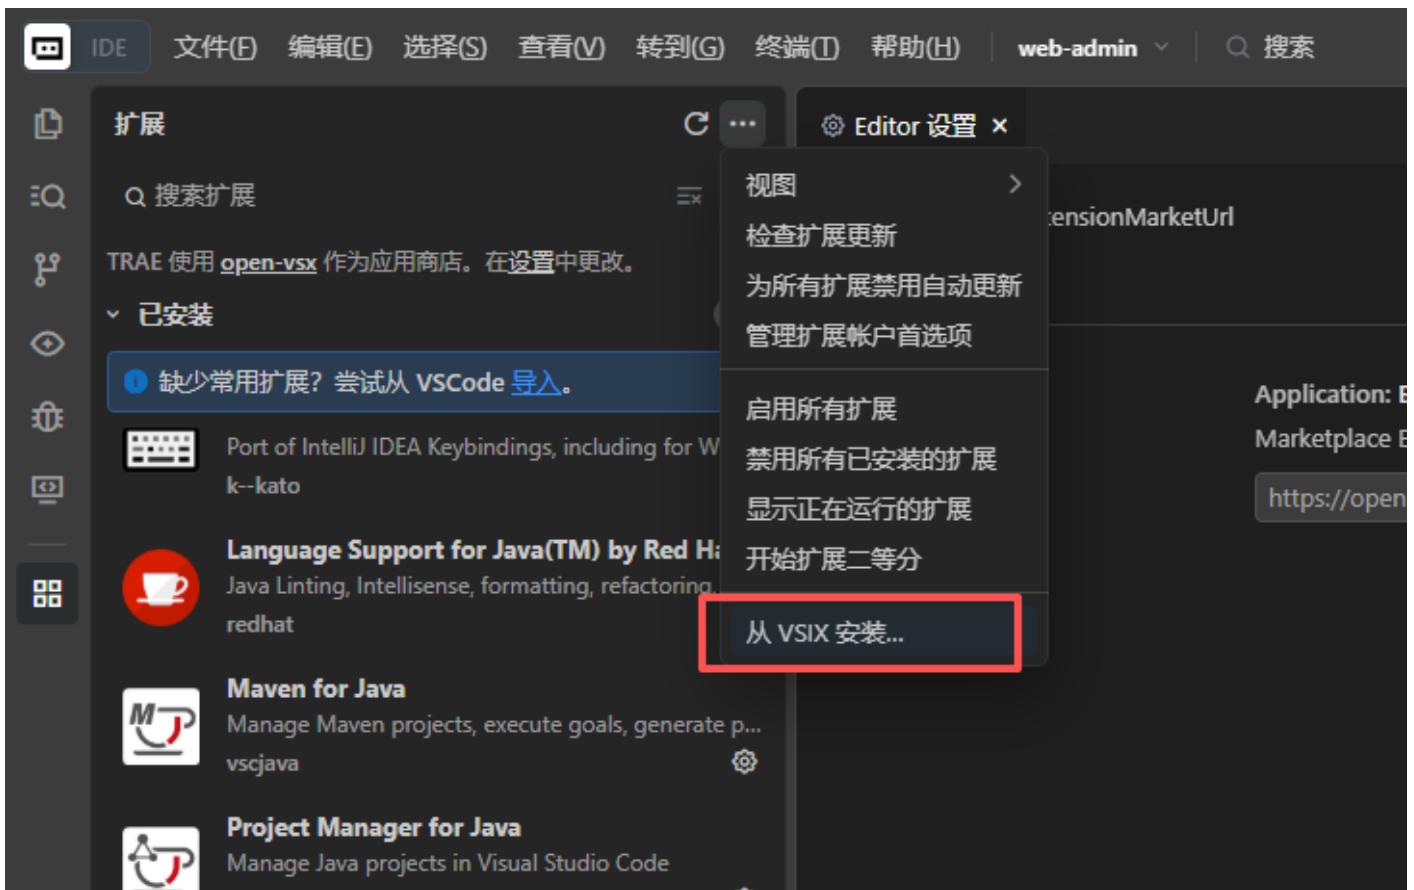 IDE 文件(F) 编辑(E) 选择(S) 查看(V) 转到(G) 终端(T) 帮助(H) web-admin 搜索
扩展
Editor 设置
搜索扩展
TRAE 使用 open-vsx 作为应用商店。在设置中更改。
已安装
缺少常用扩展？尝试从 VSCode 导入。
Port of IntelliJ IDEA Keybindings, including for W
k--kato
Language Support for Java(TM) by Red Ha
Java Linting, Intellisense, formatting, refactoring,
redhat
Maven for Java
Manage Maven projects, execute goals, generate p...
vscjava
Project Manager for Java
Manage Java projects in Visual Studio Code
视图
检查扩展更新
为所有扩展禁用自动更新
管理扩展帐户首选项
启用所有扩展
禁用所有已安装的扩展
显示正在运行的扩展
开始扩展二等分
从 VSIX 安装...
tensionMarketUrl
Application: E
Marketplace E
https://open